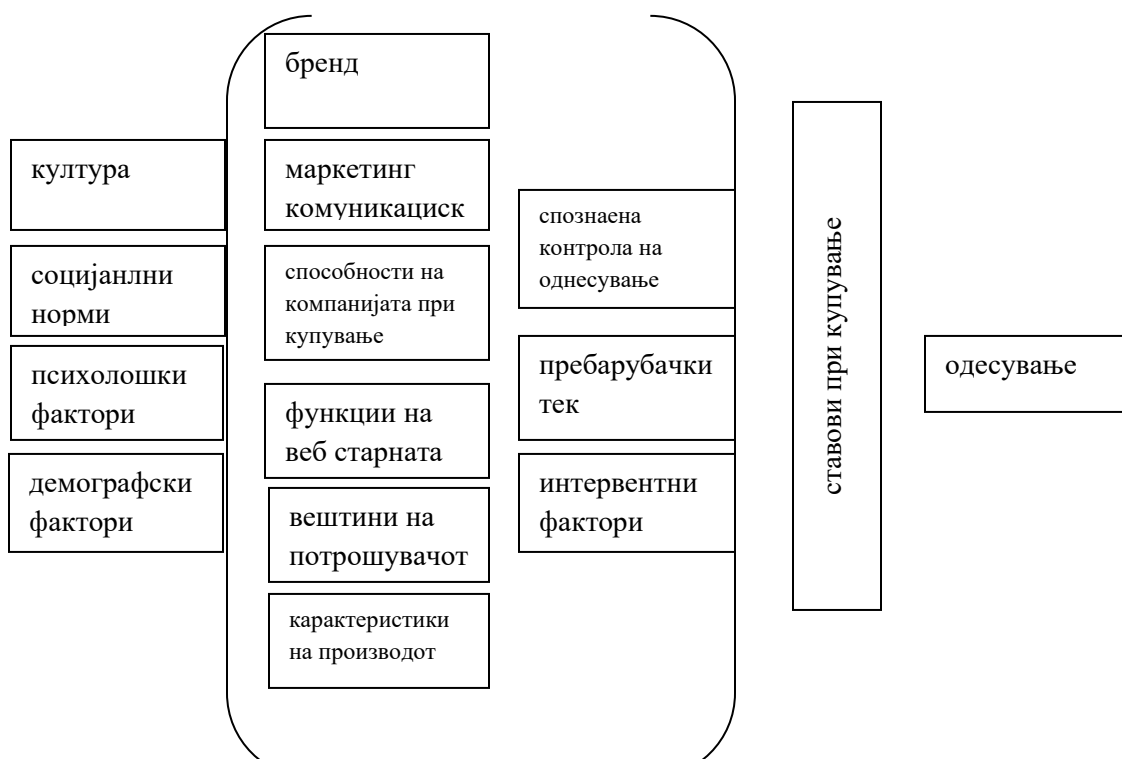 култура
социјанлни
норми
психолошки
фактори
демографски
фактори
бренд
маркетинг
комуникациск
способности на
компанијата при
купување
функции на
веб старната
вештини на
потрошувачот
карактеристики
на производот
спознаена
контрола на
однесување
пребарубачки
тек
интервентни
фактори
ставови при купување
одесување